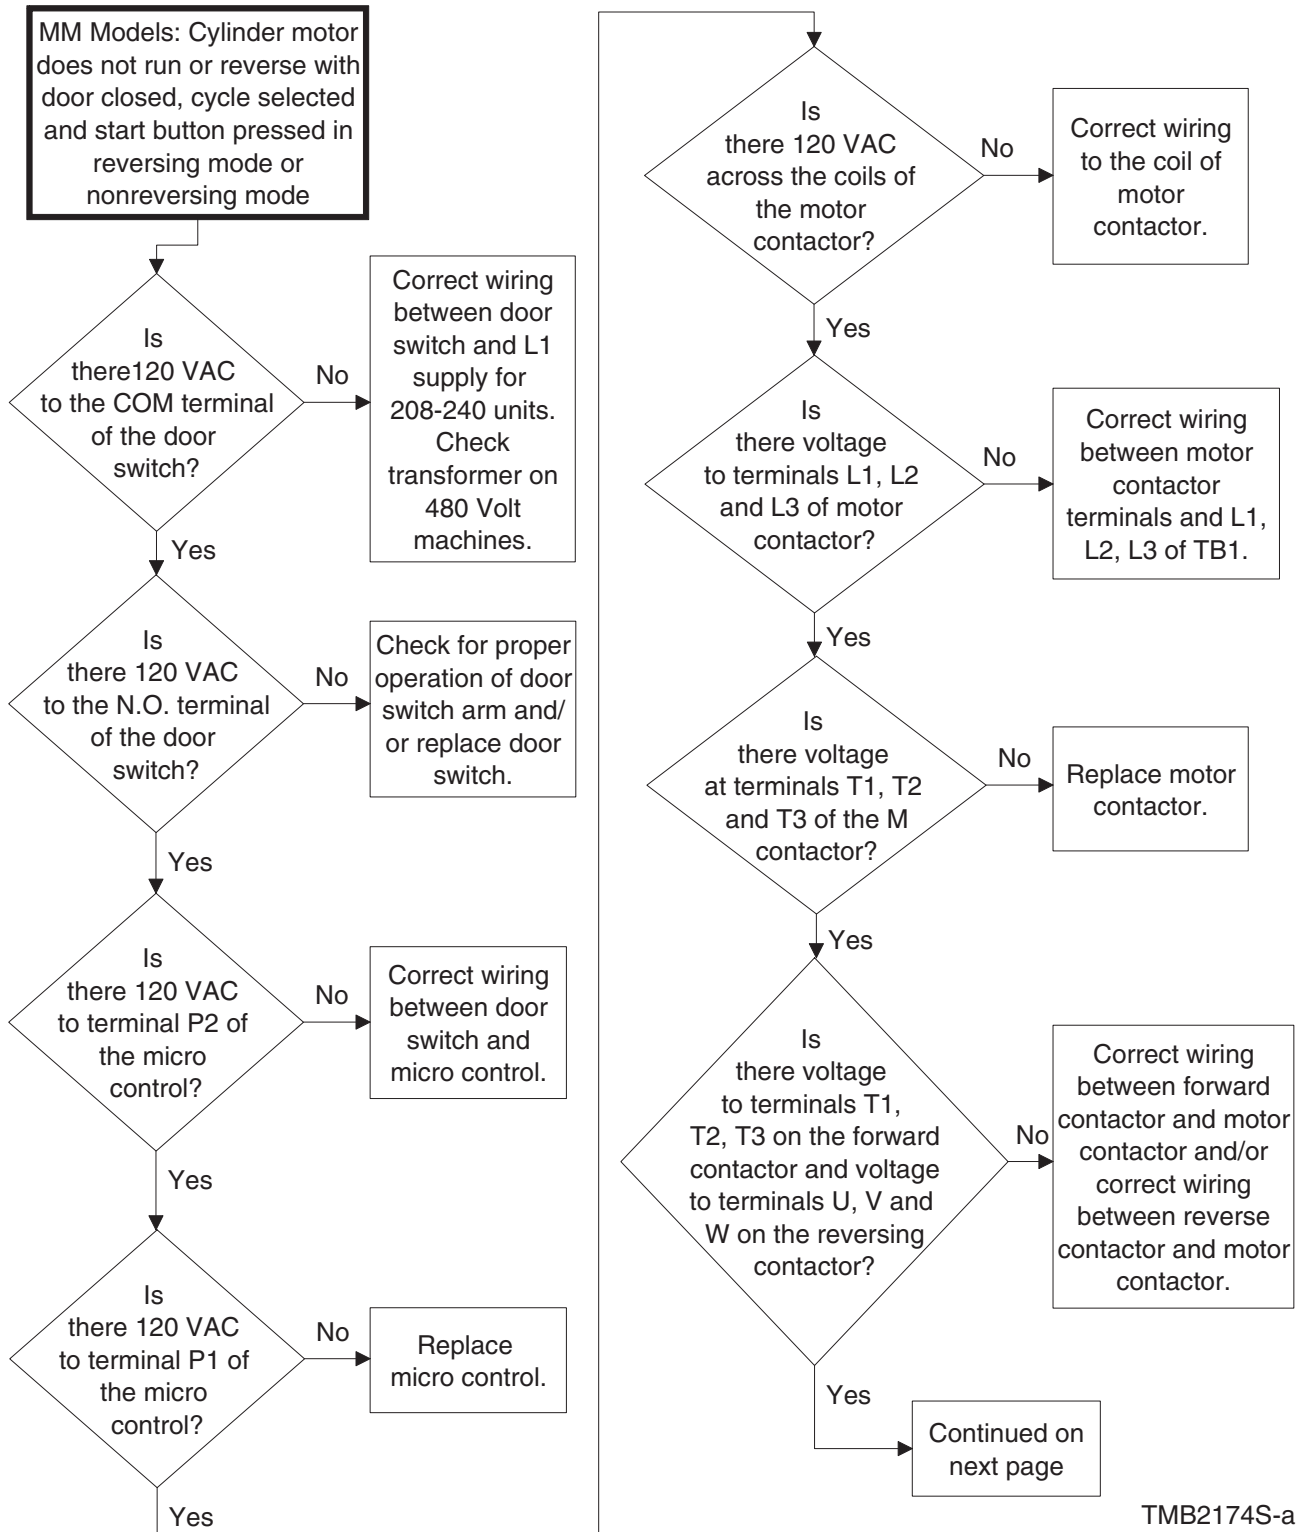 MM Models: Cylinder motor
does not run or reverse with
door closed, cycle selected
and start button pressed in
reversing mode or
nonreversing mode
Is
there120 VAC
to the COM terminal
of the door
switch?
No
Correct wiring
between door
switch and L1
supply for
208-240 units.
Check
transformer on
480 Volt
machines.
Yes
Is
there 120 VAC
to the N.O. terminal
of the door
switch?
No
Check for proper
operation of door
switch arm and/
or replace door
switch.
Yes
Is
there 120 VAC
to terminal P2 of
the micro
control?
No
Correct wiring
between door
switch and
micro control.
Yes
Is
there 120 VAC
to terminal P1 of
the micro
control?
No
Replace
micro control.
Yes
Is
there 120 VAC
across the coils of
the motor
contactor?
No
Correct wiring
to the coil of
motor
contactor.
Yes
Is
there voltage
to terminals L1, L2
and L3 of motor
contactor?
No
Correct wiring
between motor
contactor
terminals and L1,
L2, L3 of TB1.
Yes
Is
there voltage
at terminals T1, T2
and T3 of the M
contactor?
No
Replace motor
contactor.
Yes
Is
there voltage
to terminals T1,
T2, T3 on the forward
contactor and voltage
to terminals U, V and
W on the reversing
contactor?
No
Correct wiring
between forward
contactor and motor
contactor and/or
correct wiring
between reverse
contactor and motor
contactor.
Yes
Continued on
next page
TMB2174S-a